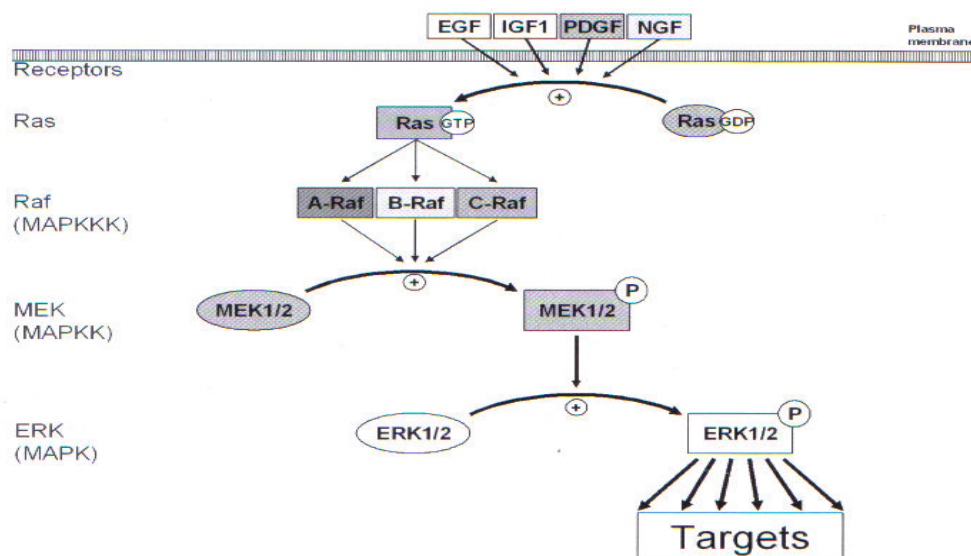 EGF IGF1 PDGF NGF
Plasma
membrane
Receptors
+
Ras
Ras GTP
Ras GDP
Raf
(MAPKKK)
A-Raf B-Raf C-Raf
+
MEK
(MAPKK)
MEK1/2
MEK1/2 P
+
ERK
(MAPK)
ERK1/2
ERK1/2 P
Targets